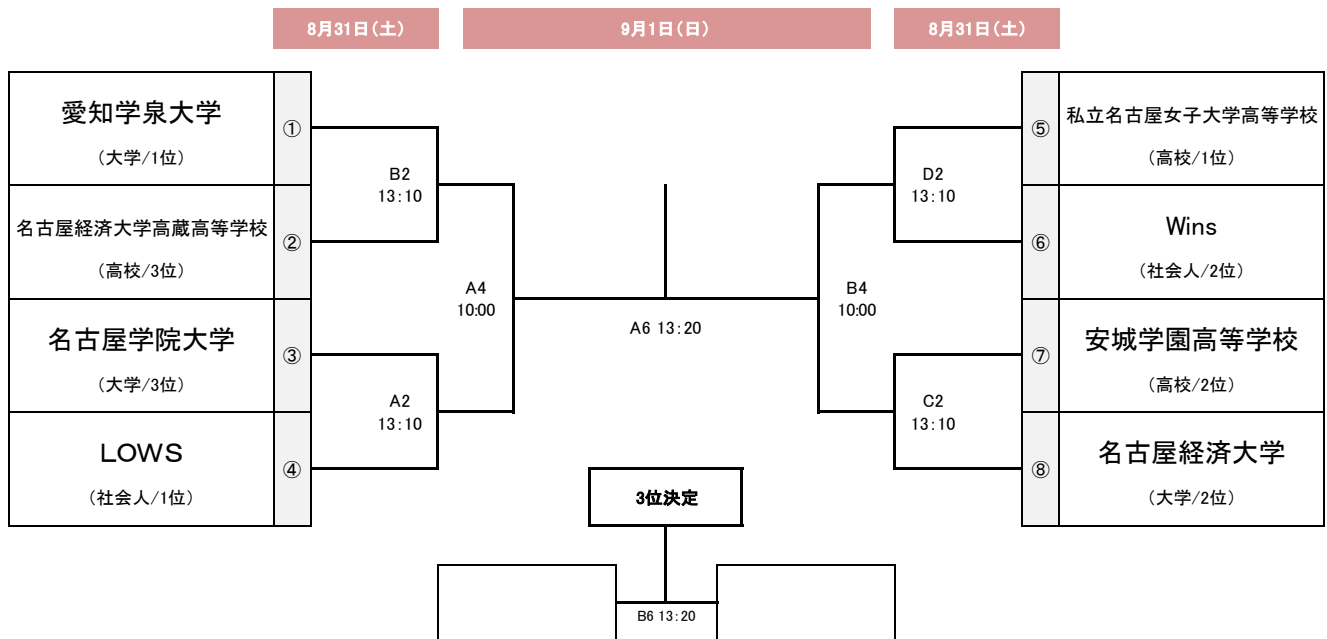 8月31日(土)
9月1日(日)
8月31日(土)
愛知学泉大学
(大学/1位)
①
名古屋経済大学高蔵高等学校
(高校/3位)
②
名古屋学院大学
(大学/3位)
③
LOWS
(社会人/1位)
④
B2
13:10
A2
13:10
A4
10:00
A6 13:20
B4
10:00
D2
13:10
C2
13:10
⑤
私立名古屋女子大学高等学校
(高校/1位)
⑥
Wins
(社会人/2位)
⑦
安城学園高等学校
(高校/2位)
⑧
名古屋経済大学
(大学/2位)
3位決定
B6 13:20